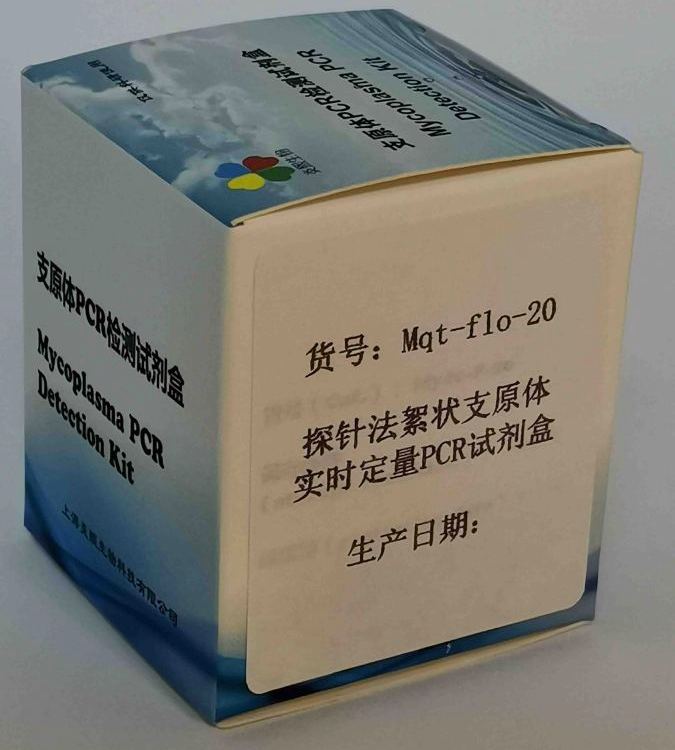 支原体PCR检测试剂盒
Mycoplasma PCR
Detection Kit
支原体PCR检测试剂盒
Mycoplasma PCR
Detection Kit
货号：Mqt-flo-20
探针法絮状支原体
实时定量PCR试剂盒
生产日期：